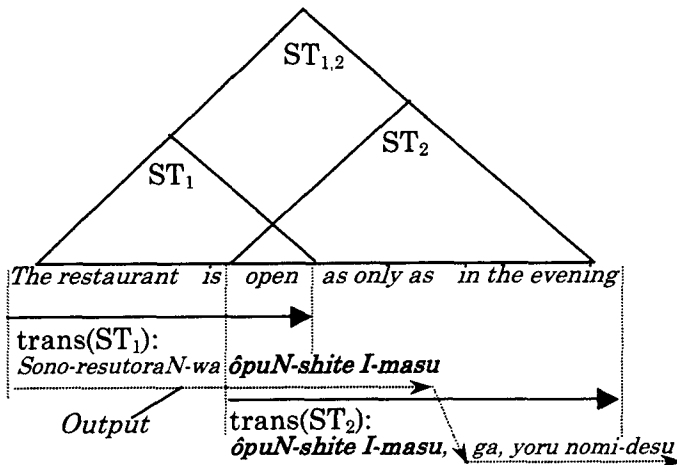 ST1,2
ST1 ST2
The restaurant is open as only as in the evening
trans(ST1):
Sono-resutoraN-wa ôpuN-shite I-masu
Output
trans(ST2):
ôpuN-shite I-masu, ga, yoru nomi-desu